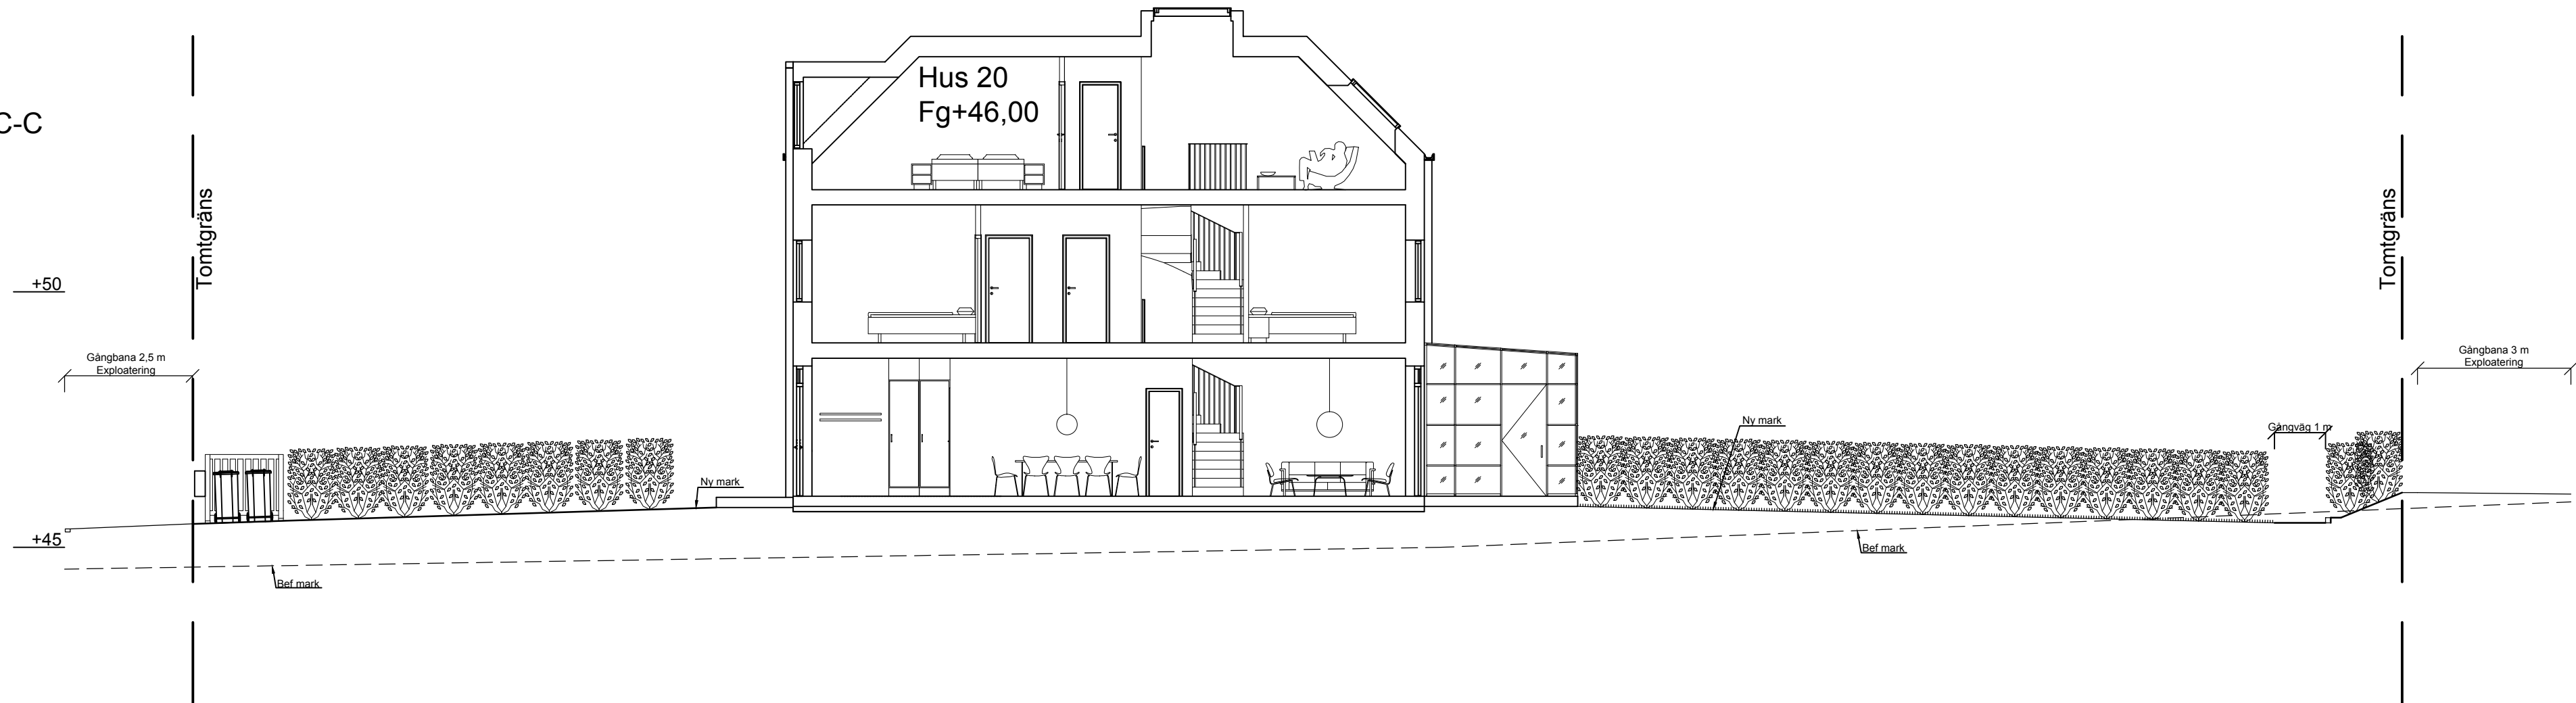 C-C
Hus 20
Fg+46,00
Tomtgräns
Tomtgräns
+50
Gångbana 2,5 m
Exploatering
Gångbana 3 m
Exploatering
Ny mark
Gångväg 1 m
Ny mark
+45
Bef mark
Bef mark